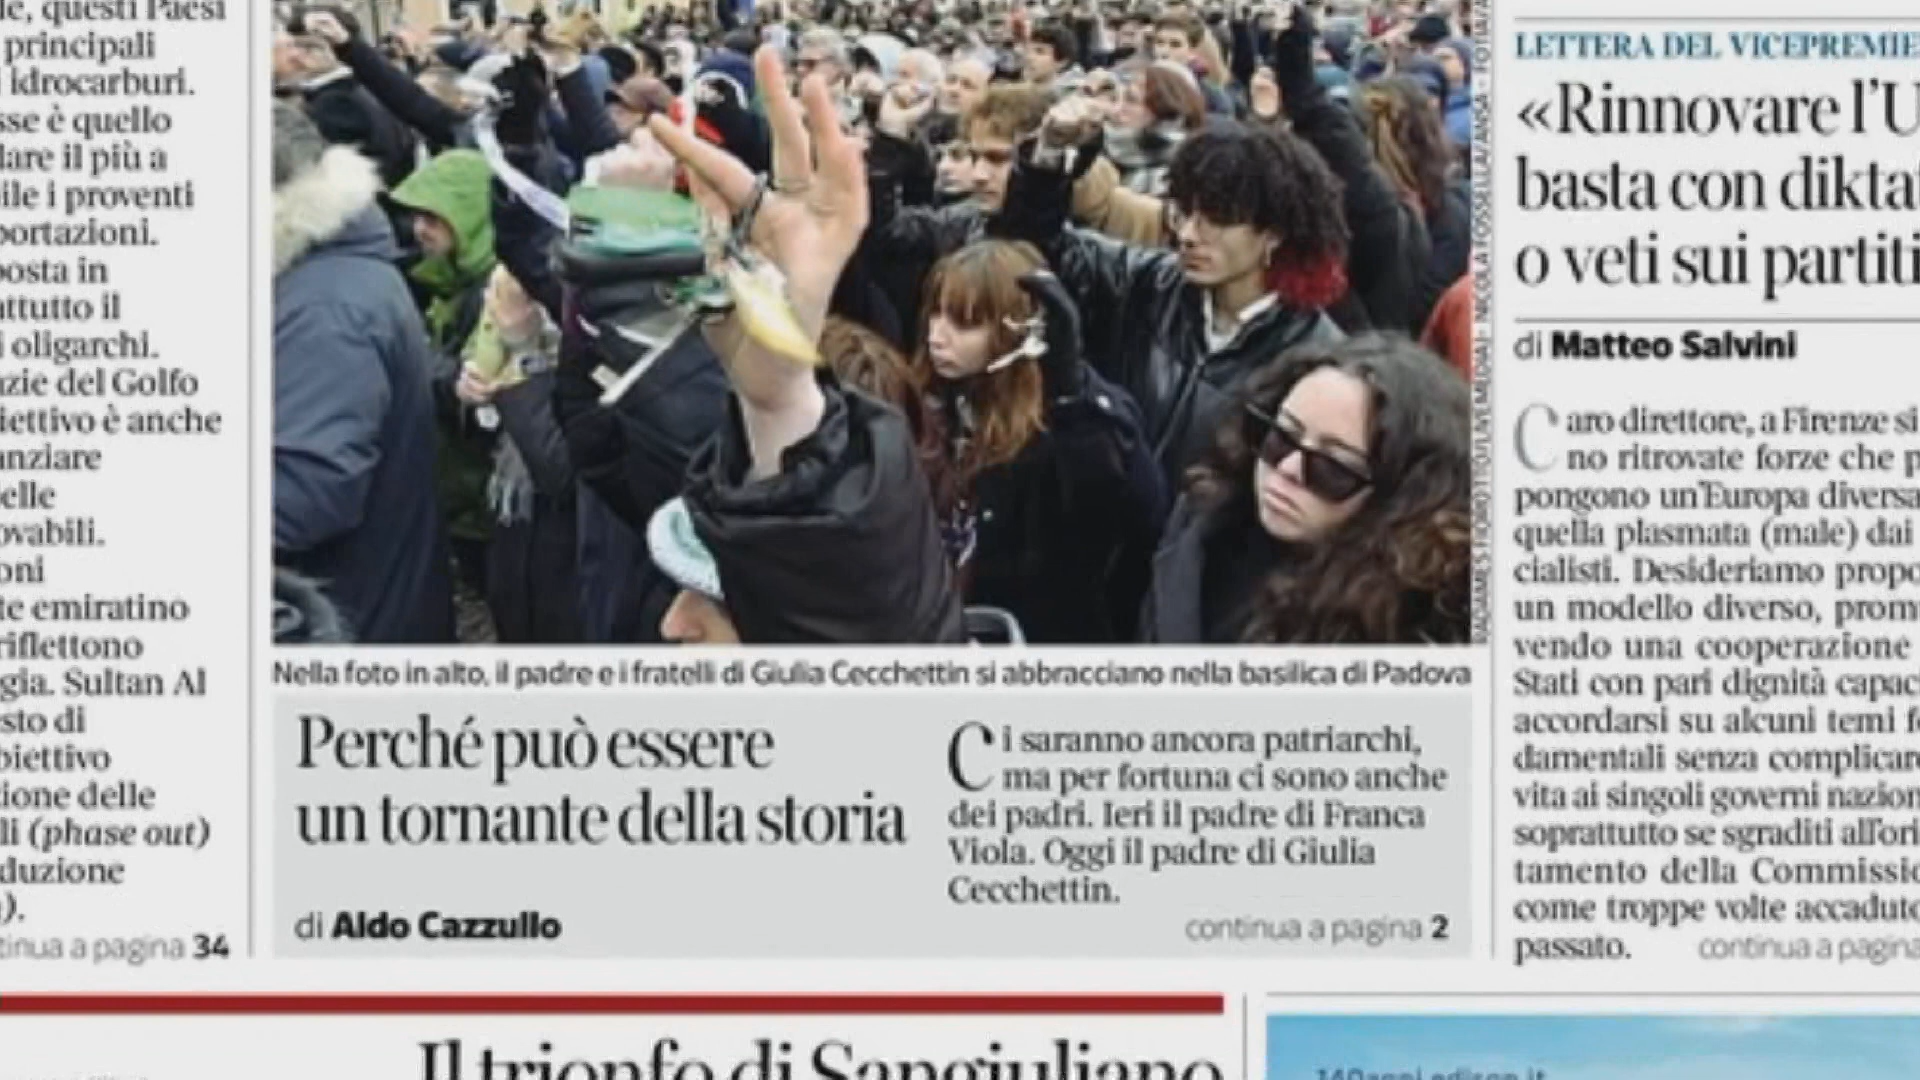 le, questi Paesi
principali
idrocarburi.
sse è quello
lare il più a
ile i proventi
portazioni.
posta in
attutto il
i oligarchi.
azie del Golfo
iettivo è anche
anziare
elle
ovabili.
oni
te emiratino
riflettono
gia. Sultan Al
sto di
biettivo
ione delle
li (phase out)
duzione
).
tinua a pagina 34
Nella foto in alto, il padre e i fratelli di Giulia Cecchettin si abbracciano nella basilica di Padova
Perché può essere
un tornante della storia
di Aldo Cazzullo
Ci saranno ancora patriarchi,
ma per fortuna ci sono anche
dei padri. Ieri il padre di Franca
Viola. Oggi il padre di Giulia
Cecchettin.
continua a pagina 2
LETTERA DEL VICEPREMIE
«Rinnovare l'U
basta con diktat
o veti sui partiti
di Matteo Salvini
Caro direttore, a Firenze si
no ritrovate forze che p
pongono un'Europa diversa
quella plasmata (male) dai
cialisti. Desideriamo propo
un modello diverso, prom
vendo una cooperazione
Stati con pari dignità capac
accordarsi su alcuni temi fo
damentali senza complicare
vita ai singoli governi nazion
soprattutto se sgraditi all'ori
tamento della Commissio
come troppe volte accaduto
passato.
continua a pagina
Il trionfo di Sangiuliano
140anni.edison.it